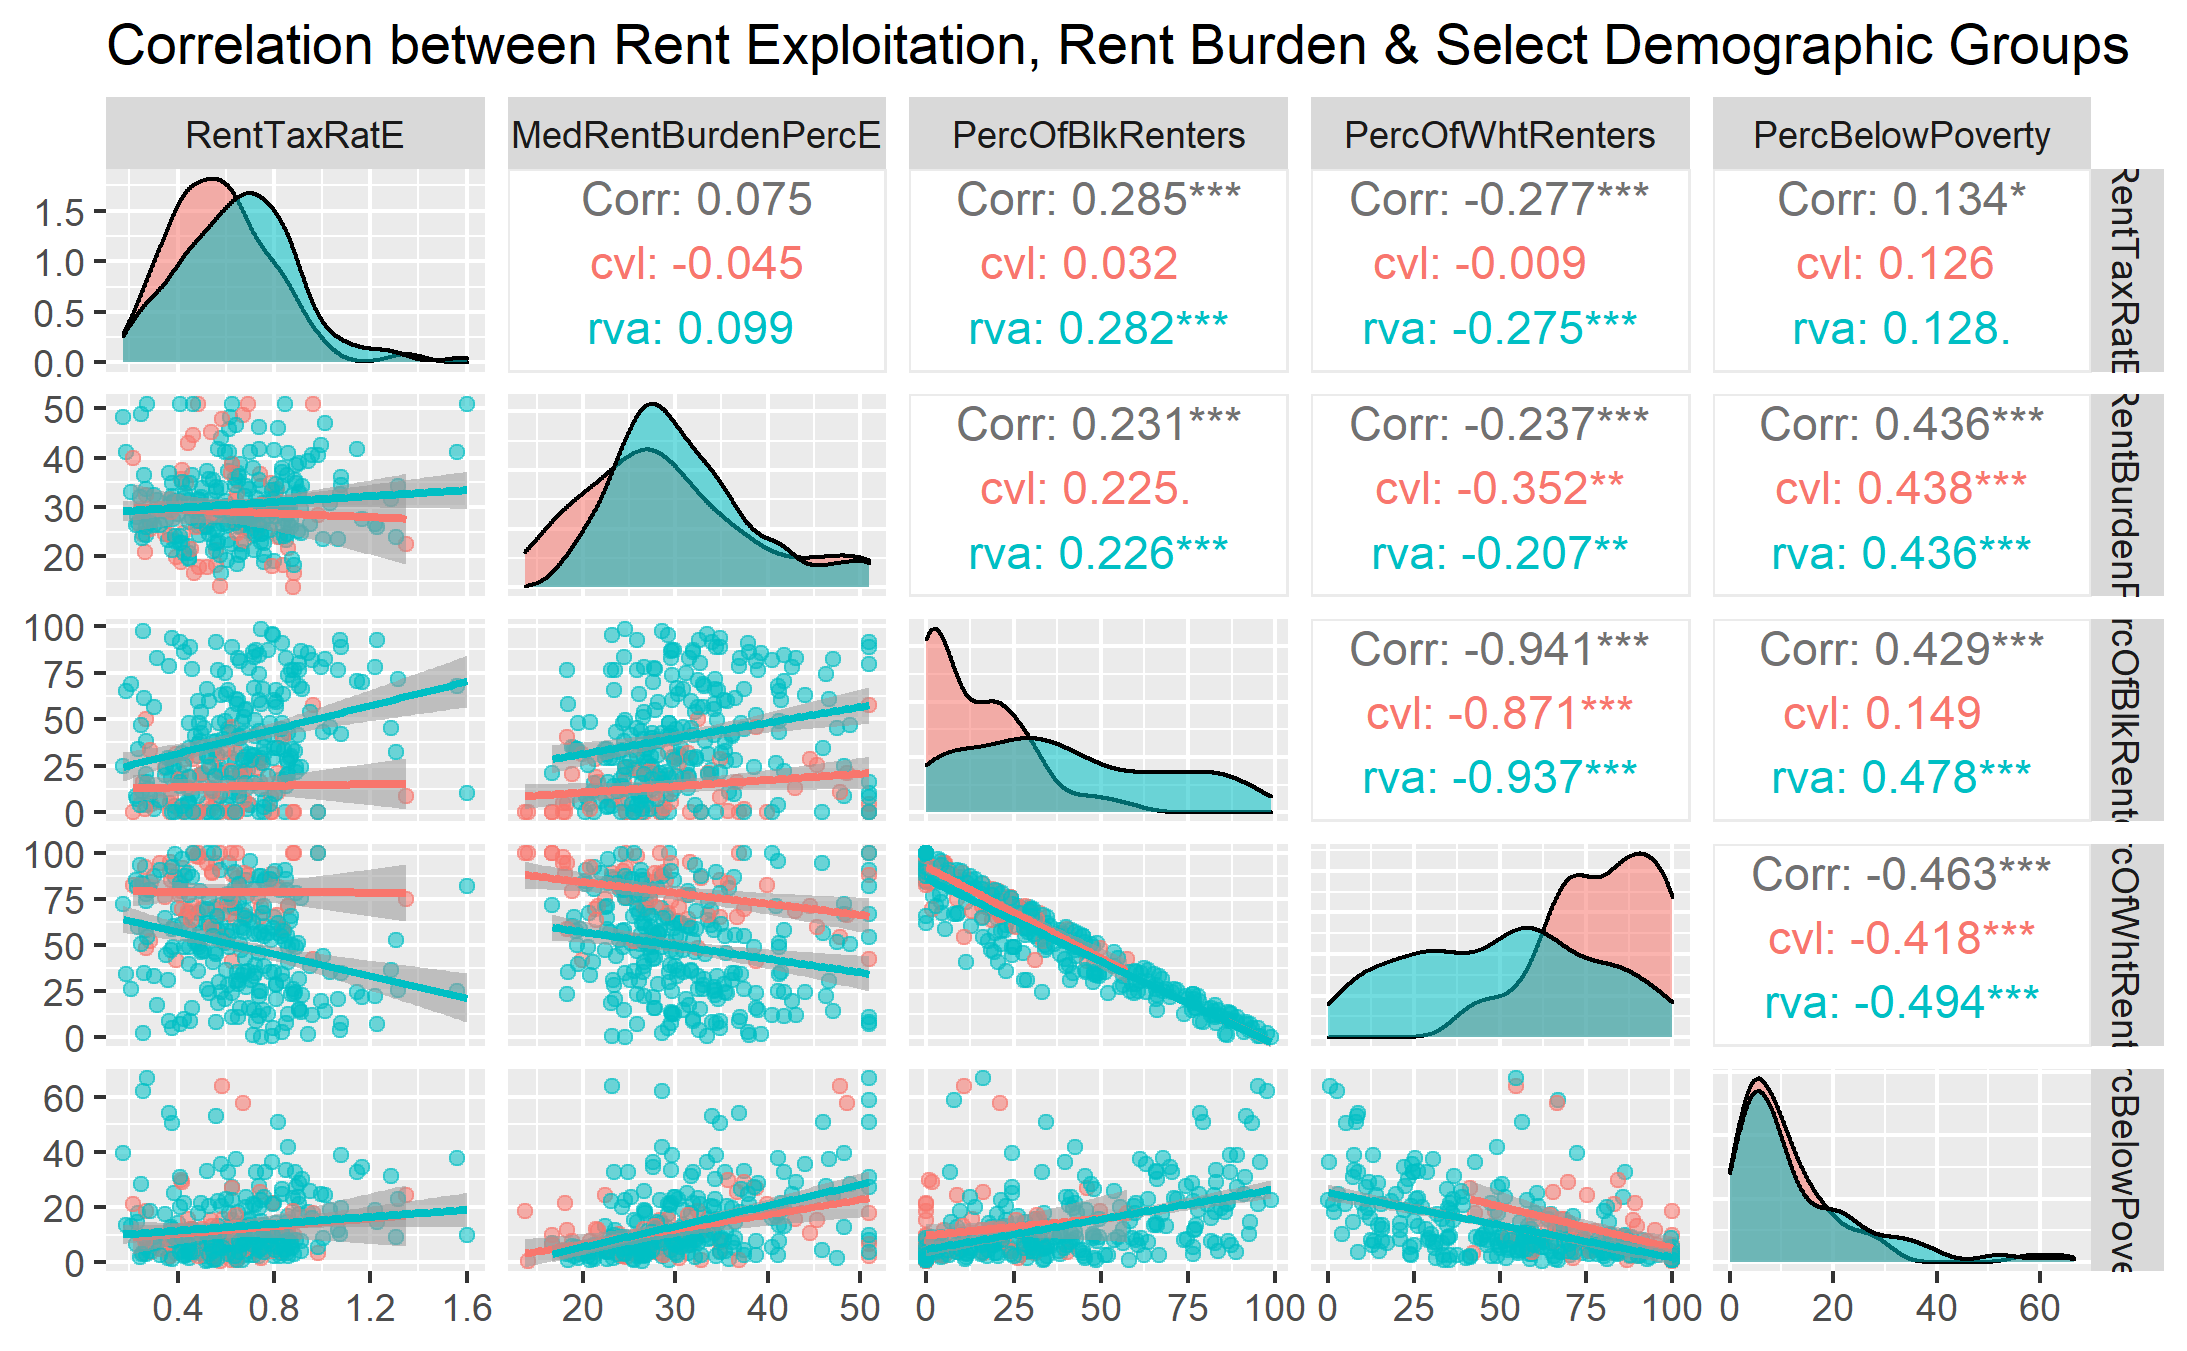 Correlation between Rent Exploitation, Rent Burden & Select Demographic Groups
RentTaxRatE MedRentBurdenPercE PercOfBlkRenters PercOfWhtRenters PercBelowPoverty
1.5
1.0
0.5
0.0
Corr: 0.075
cvl: -0.045
rva: 0.099
Corr: 0.285***
cvl: 0.032
rva: 0.282***
Corr: -0.277***
cvl: -0.009
rva: -0.275***
Corr: 0.134*
cvl: 0.126
rva: 0.128.
RentTaxRatE
50
40
30
20
Corr: 0.231***
cvl: 0.225.
rva: 0.226***
Corr: -0.237***
cvl: -0.352**
rva: -0.207**
Corr: 0.436***
cvl: 0.438***
rva: 0.436***
RentBurdenP
100
75
50
25
0
Corr: -0.941***
cvl: -0.871***
rva: -0.937***
Corr: 0.429***
cvl: 0.149
rva: 0.478***
rcOfBlkRente
100
75
50
25
0
Corr: -0.463***
cvl: -0.418***
rva: -0.494***
rcOfWhtRent
60
40
20
0
rcBelowPove
0.4 0.8 1.2 1.6 20 30 40 50 0 25 50 75 100 0 25 50 75 100 0 20 40 60